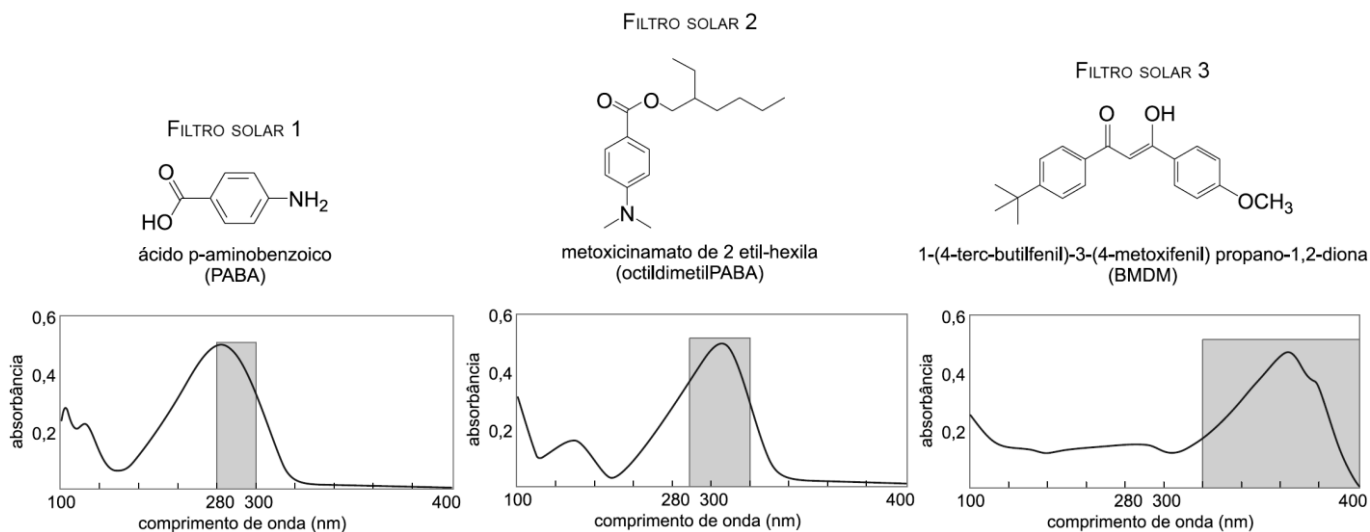 FILTRO SOLAR 1
O
HO
NH2
ácido p-aminobenzoico
(PABA)
0,6
0,4
0,2
absorbância
100
280
300
400
comprimento de onda (nm)
FILTRO SOLAR 2
O
O
N
metoxicinamato de 2 etil-hexila
(octildimetilPABA)
0,6
0,4
0,2
absorbância
100
280
300
400
comprimento de onda (nm)
FILTRO SOLAR 3
O
OH
OCH3
1-(4-terc-butilfenil)-3-(4-metoxifenil) propano-1,2-diona
(BMDM)
0,6
0,4
0,2
absorbância
100
280
300
400
comprimento de onda (nm)